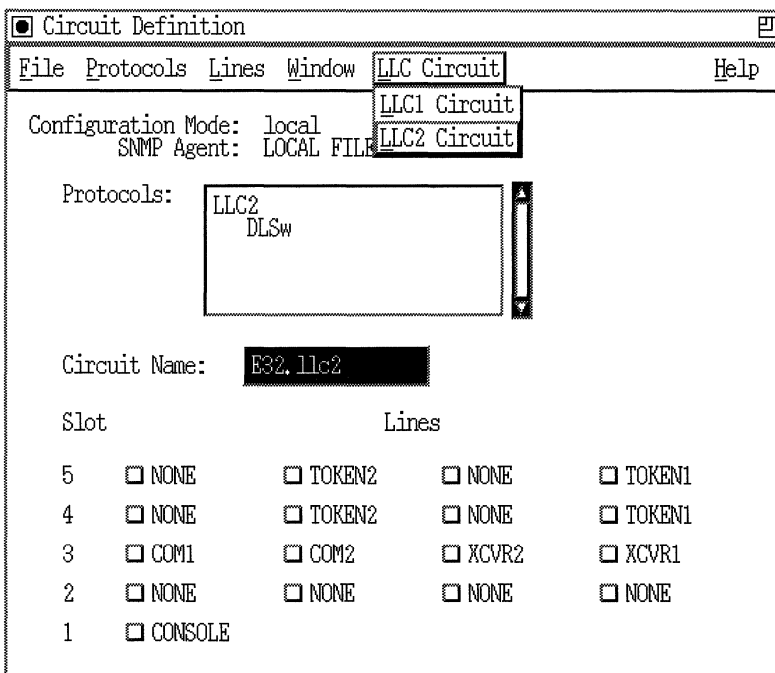 Circuit Definition
File Protocols Lines Window LLC Circuit Help
LLC1 Circuit
LLC2 Circuit
Configuration Mode: local
SNMP Agent: LOCAL FILE
Protocols:
LLC2
DLSw
Circuit Name: E32.llc2
Slot Lines
5 NONE TOKEN2 NONE TOKEN1
4 NONE TOKEN2 NONE TOKEN1
3 COM1 COM2 XCVR2 XCVR1
2 NONE NONE NONE NONE
1 CONSOLE